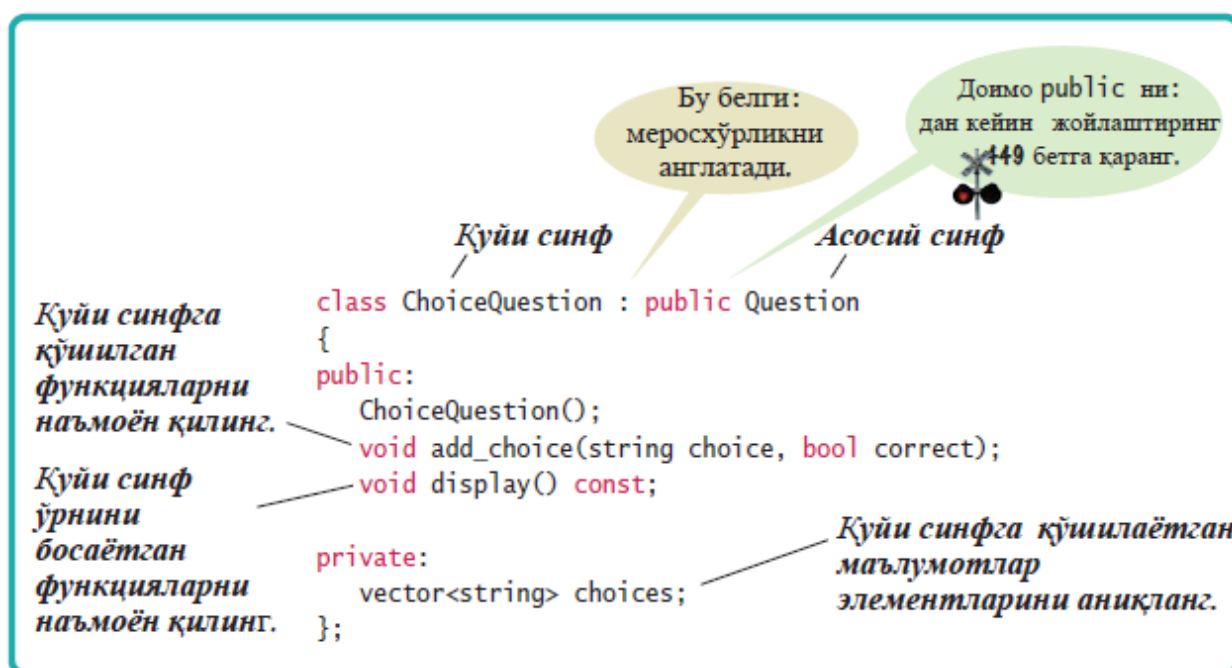 Бу белги:
меросхўрликни
англатади.
Доимо public ни:
дан кейин жойлаштиринг
449 бетга қаранг.
Қуйи синф
Асосий синф
class ChoiceQuestion : public Question
{
public:
ChoiceQuestion();
void add_choice(string choice, bool correct);
void display() const;
private:
vector<string> choices;
};
Қуйи синфга
қўшилган
функцияларни
наъмоён қилинг.
Қуйи синф
ўрнини
босаётган
функцияларни
наъмоён қилинг.
Қуйи синфга қўшилаётган
маълумотлар
элементларини аниқланг.